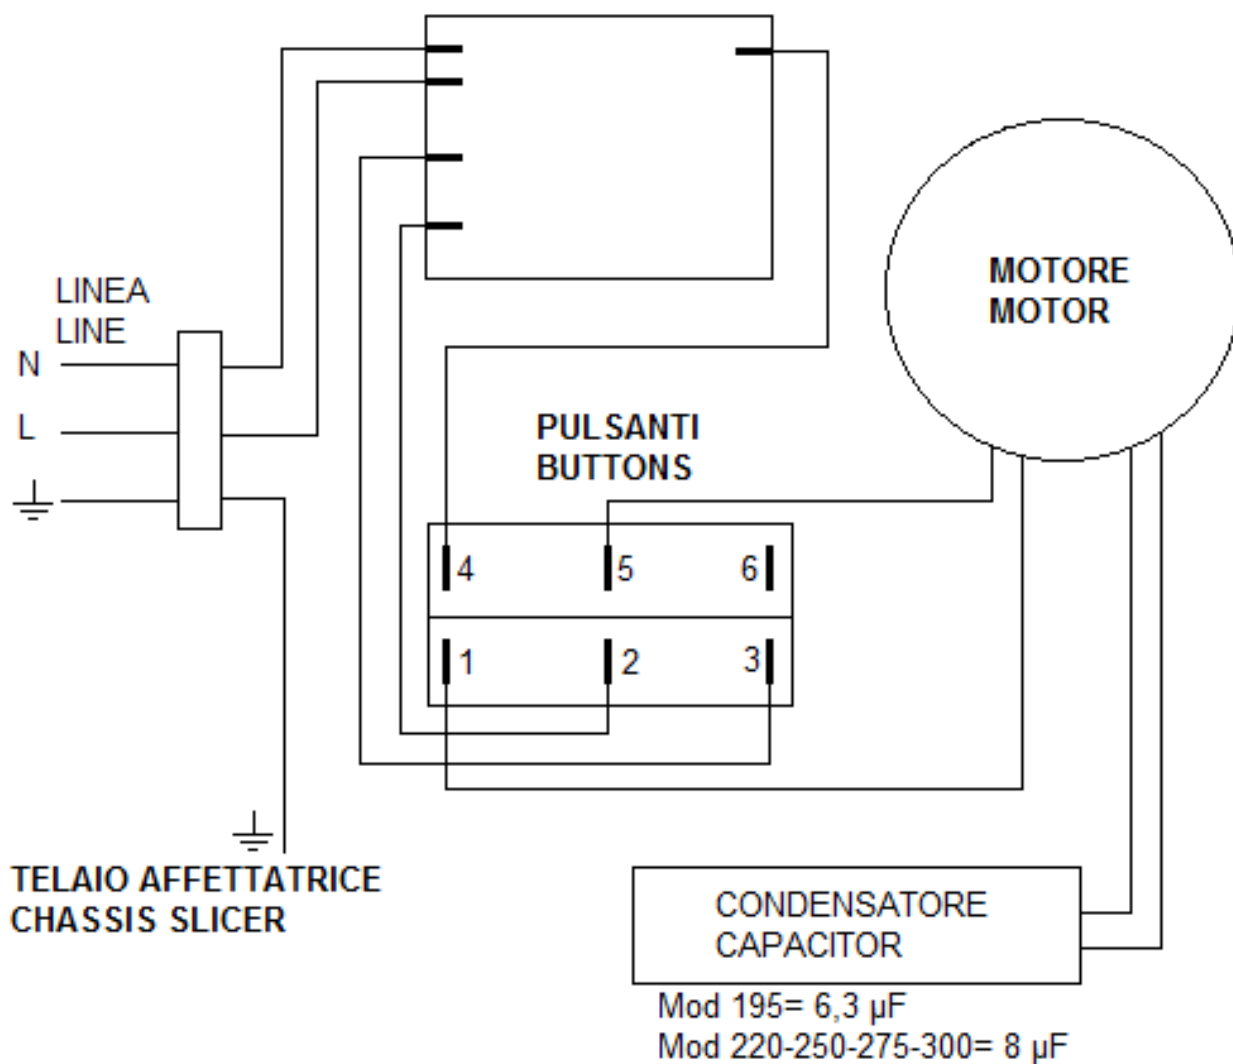 LINEA
LINE
N
L
MOTORE
MOTOR
PULSANTI
BUTTONS
4 5 6
1 2 3
TELAIO AFFETTATRICE
CHASSIS SLICER
CONDENSATORE
CAPACITOR
Mod 195= 6,3 µF
Mod 220-250-275-300= 8 µF